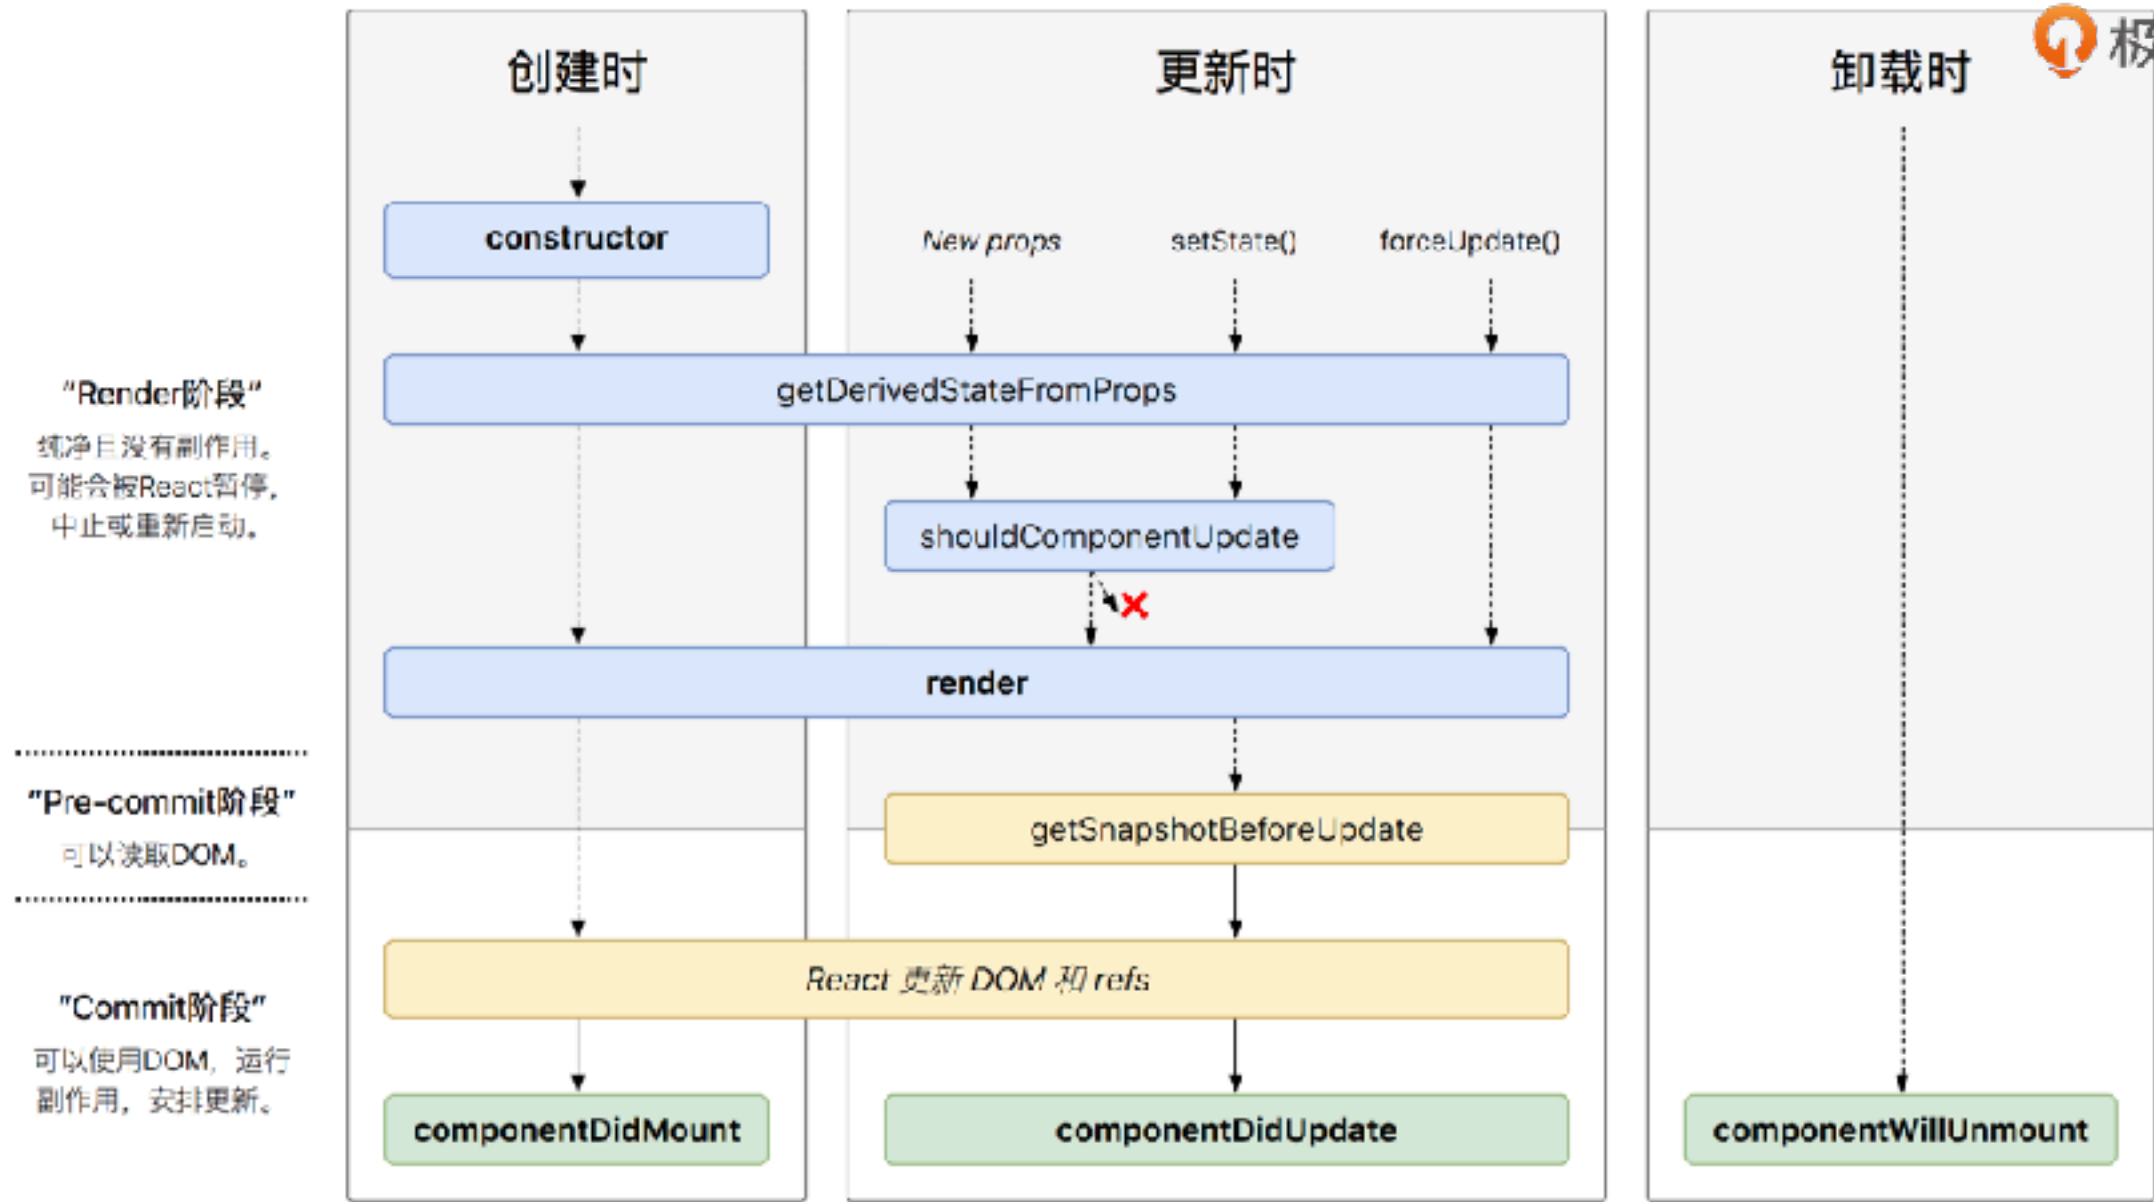 创建时
更新时
卸载时
极
constructor
New props
setState()
forceUpdate()
getDerivedStateFromProps
"Render阶段"
纯净且没有副作用。
可能会被React暂停，
中止或重新启动。
shouldComponentUpdate
render
"Pre-commit阶段"
可以读取DOM。
getSnapshotBeforeUpdate
React 更新 DOM 和 refs
"Commit阶段"
可以使用DOM，运行
副作用，安排更新。
componentDidMount
componentDidUpdate
componentWillUnmount